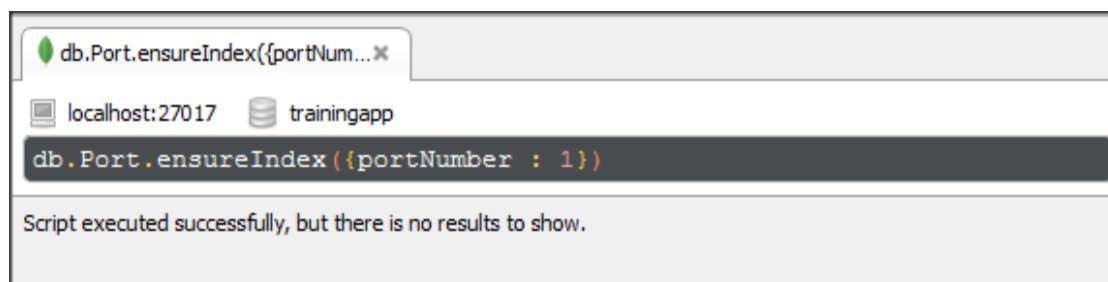 db.Port.ensureIndex({portNum...
localhost:27017 trainingapp
db.Port.ensureIndex({portNumber : 1})
Script executed successfully, but there is no results to show.